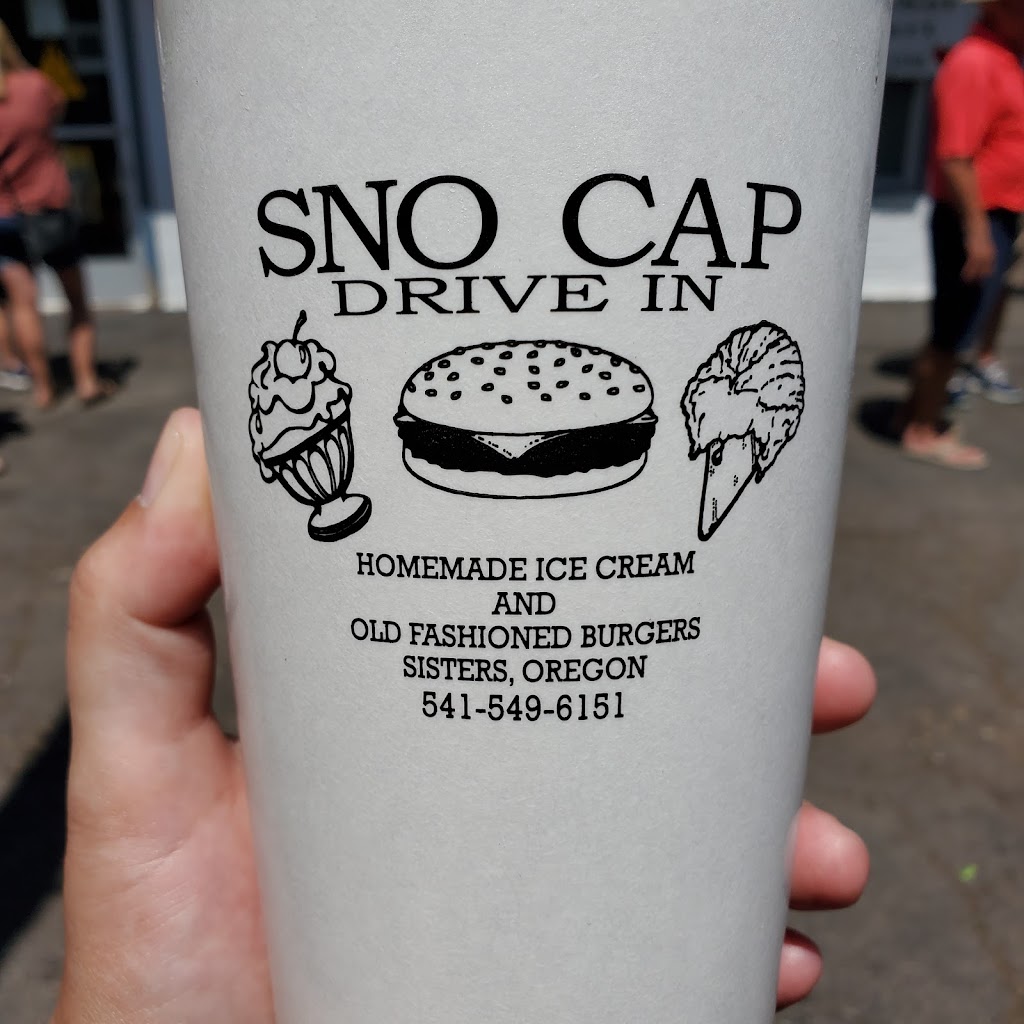 SNO CAP
DRIVE IN
HOMEMADE ICE CREAM
AND
OLD FASHIONED BURGERS
SISTERS, OREGON
541-549-6151